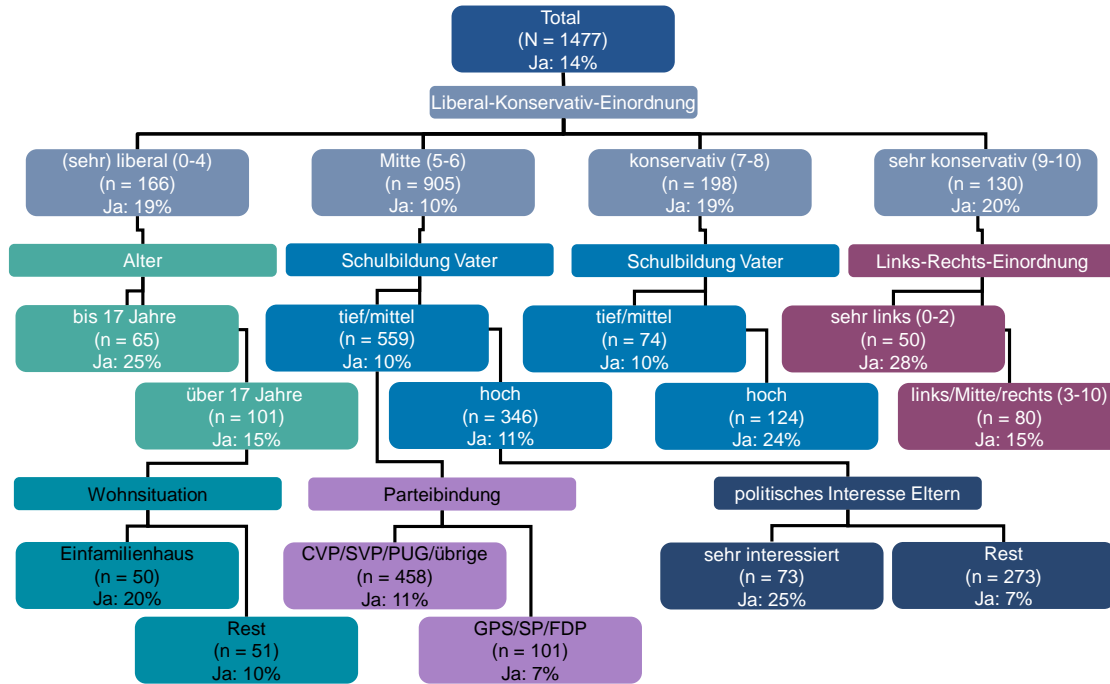 Total
(N = 1477)
Ja: 14%
Liberal-Konservativ-Einordnung
(sehr) liberal (0-4)
(n = 166)
Ja: 19%
Mitte (5-6)
(n = 905)
Ja: 10%
konservativ (7-8)
(n = 198)
Ja: 19%
sehr konservativ (9-10)
(n = 130)
Ja: 20%
Alter
Schulbildung Vater
Schulbildung Vater
Links-Rechts-Einordnung
bis 17 Jahre
(n = 65)
Ja: 25%
tief/mittel
(n = 559)
Ja: 10%
tief/mittel
(n = 74)
Ja: 10%
sehr links (0-2)
(n = 50)
Ja: 28%
über 17 Jahre
(n = 101)
Ja: 15%
hoch
(n = 346)
Ja: 11%
hoch
(n = 124)
Ja: 24%
links/Mitte/rechts (3-10)
(n = 80)
Ja: 15%
Wohnsituation
Parteibindung
politisches Interesse Eltern
Einfamilienhaus
(n = 50)
Ja: 20%
CVP/SVP/PUG/übrige
(n = 458)
Ja: 11%
sehr interessiert
(n = 73)
Ja: 25%
Rest
(n = 273)
Ja: 7%
Rest
(n = 51)
Ja: 10%
GPS/SP/FDP
(n = 101)
Ja: 7%